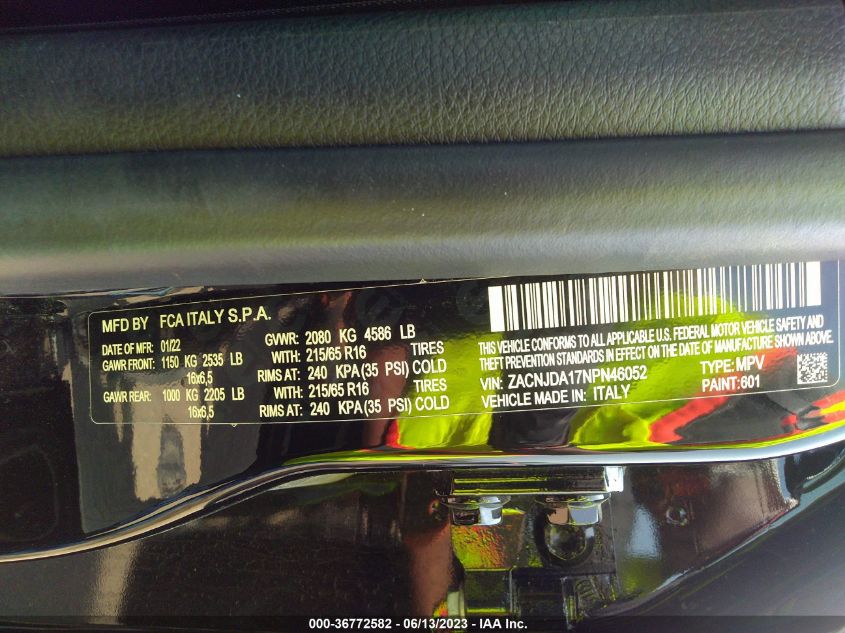 MFD BY FCA ITALY S.P.A.
DATE OF MFR: 01/22
GAWR FRONT: 1150 KG 2535 LB
16x6,5
GAWR REAR: 1000 KG 2205 LB
16x6,5
GVWR: 2080 KG 4586 LB
WITH: 215/65 R16 TIRES
RIMS AT: 240 KPA(35 PSI) COLD
WITH: 215/65 R16 TIRES
RIMS AT: 240 KPA(35 PSI) COLD
THIS VEHICLE CONFORMS TO ALL APPLICABLE U.S. FEDERAL MOTOR VEHICLE SAFETY AND
THEFT PREVENTION STANDARDS IN EFFECT ON THE DATE OF MANUFACTURE SHOWN ABOVE.
VIN: ZACNJDA17NPN46052 TYPE: MPV
VEHICLE MADE IN: ITALY PAINT:601
000-36772582 - 06/13/2023 - IAA Inc.